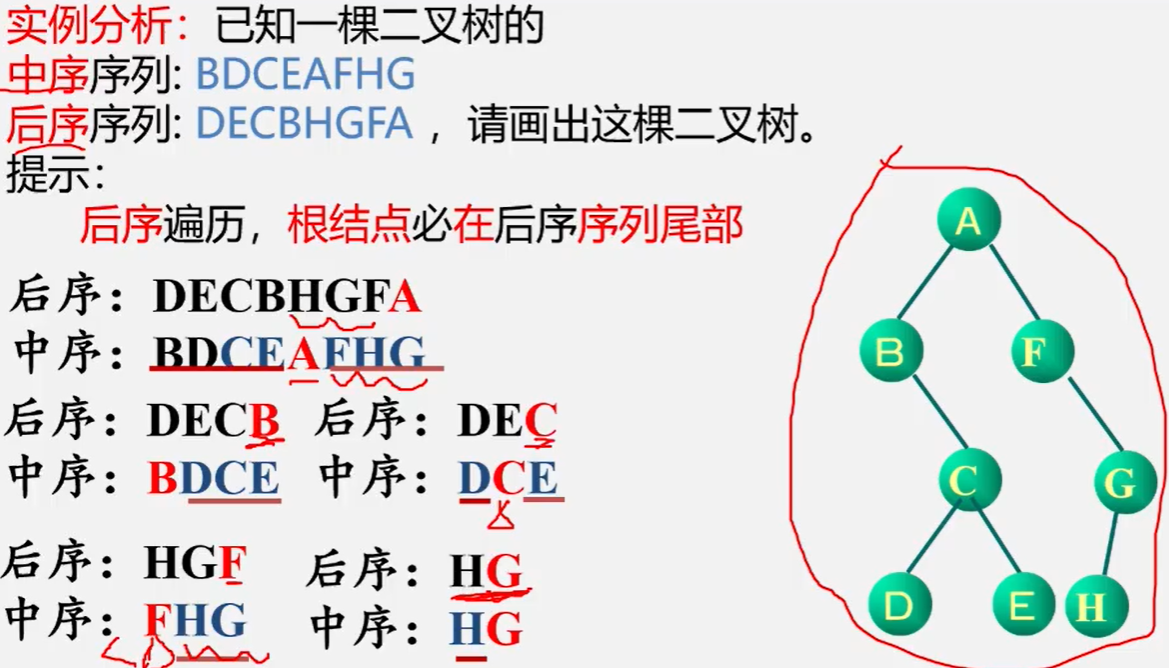 实例分析：已知一棵二叉树的
中序序列: BDCEAFHG
后序序列: DECBHGFA ，请画出这棵二叉树。
提示：
后序遍历，根结点必在后序序列尾部
后序：DECBHGFA
中序：BDCEAFHG
后序：DECB 后序：DEC
中序：BDCE 中序：DCE
后序：HGF 后序：HG
中序：FHG 中序：HG
A
B F
C G
D E H